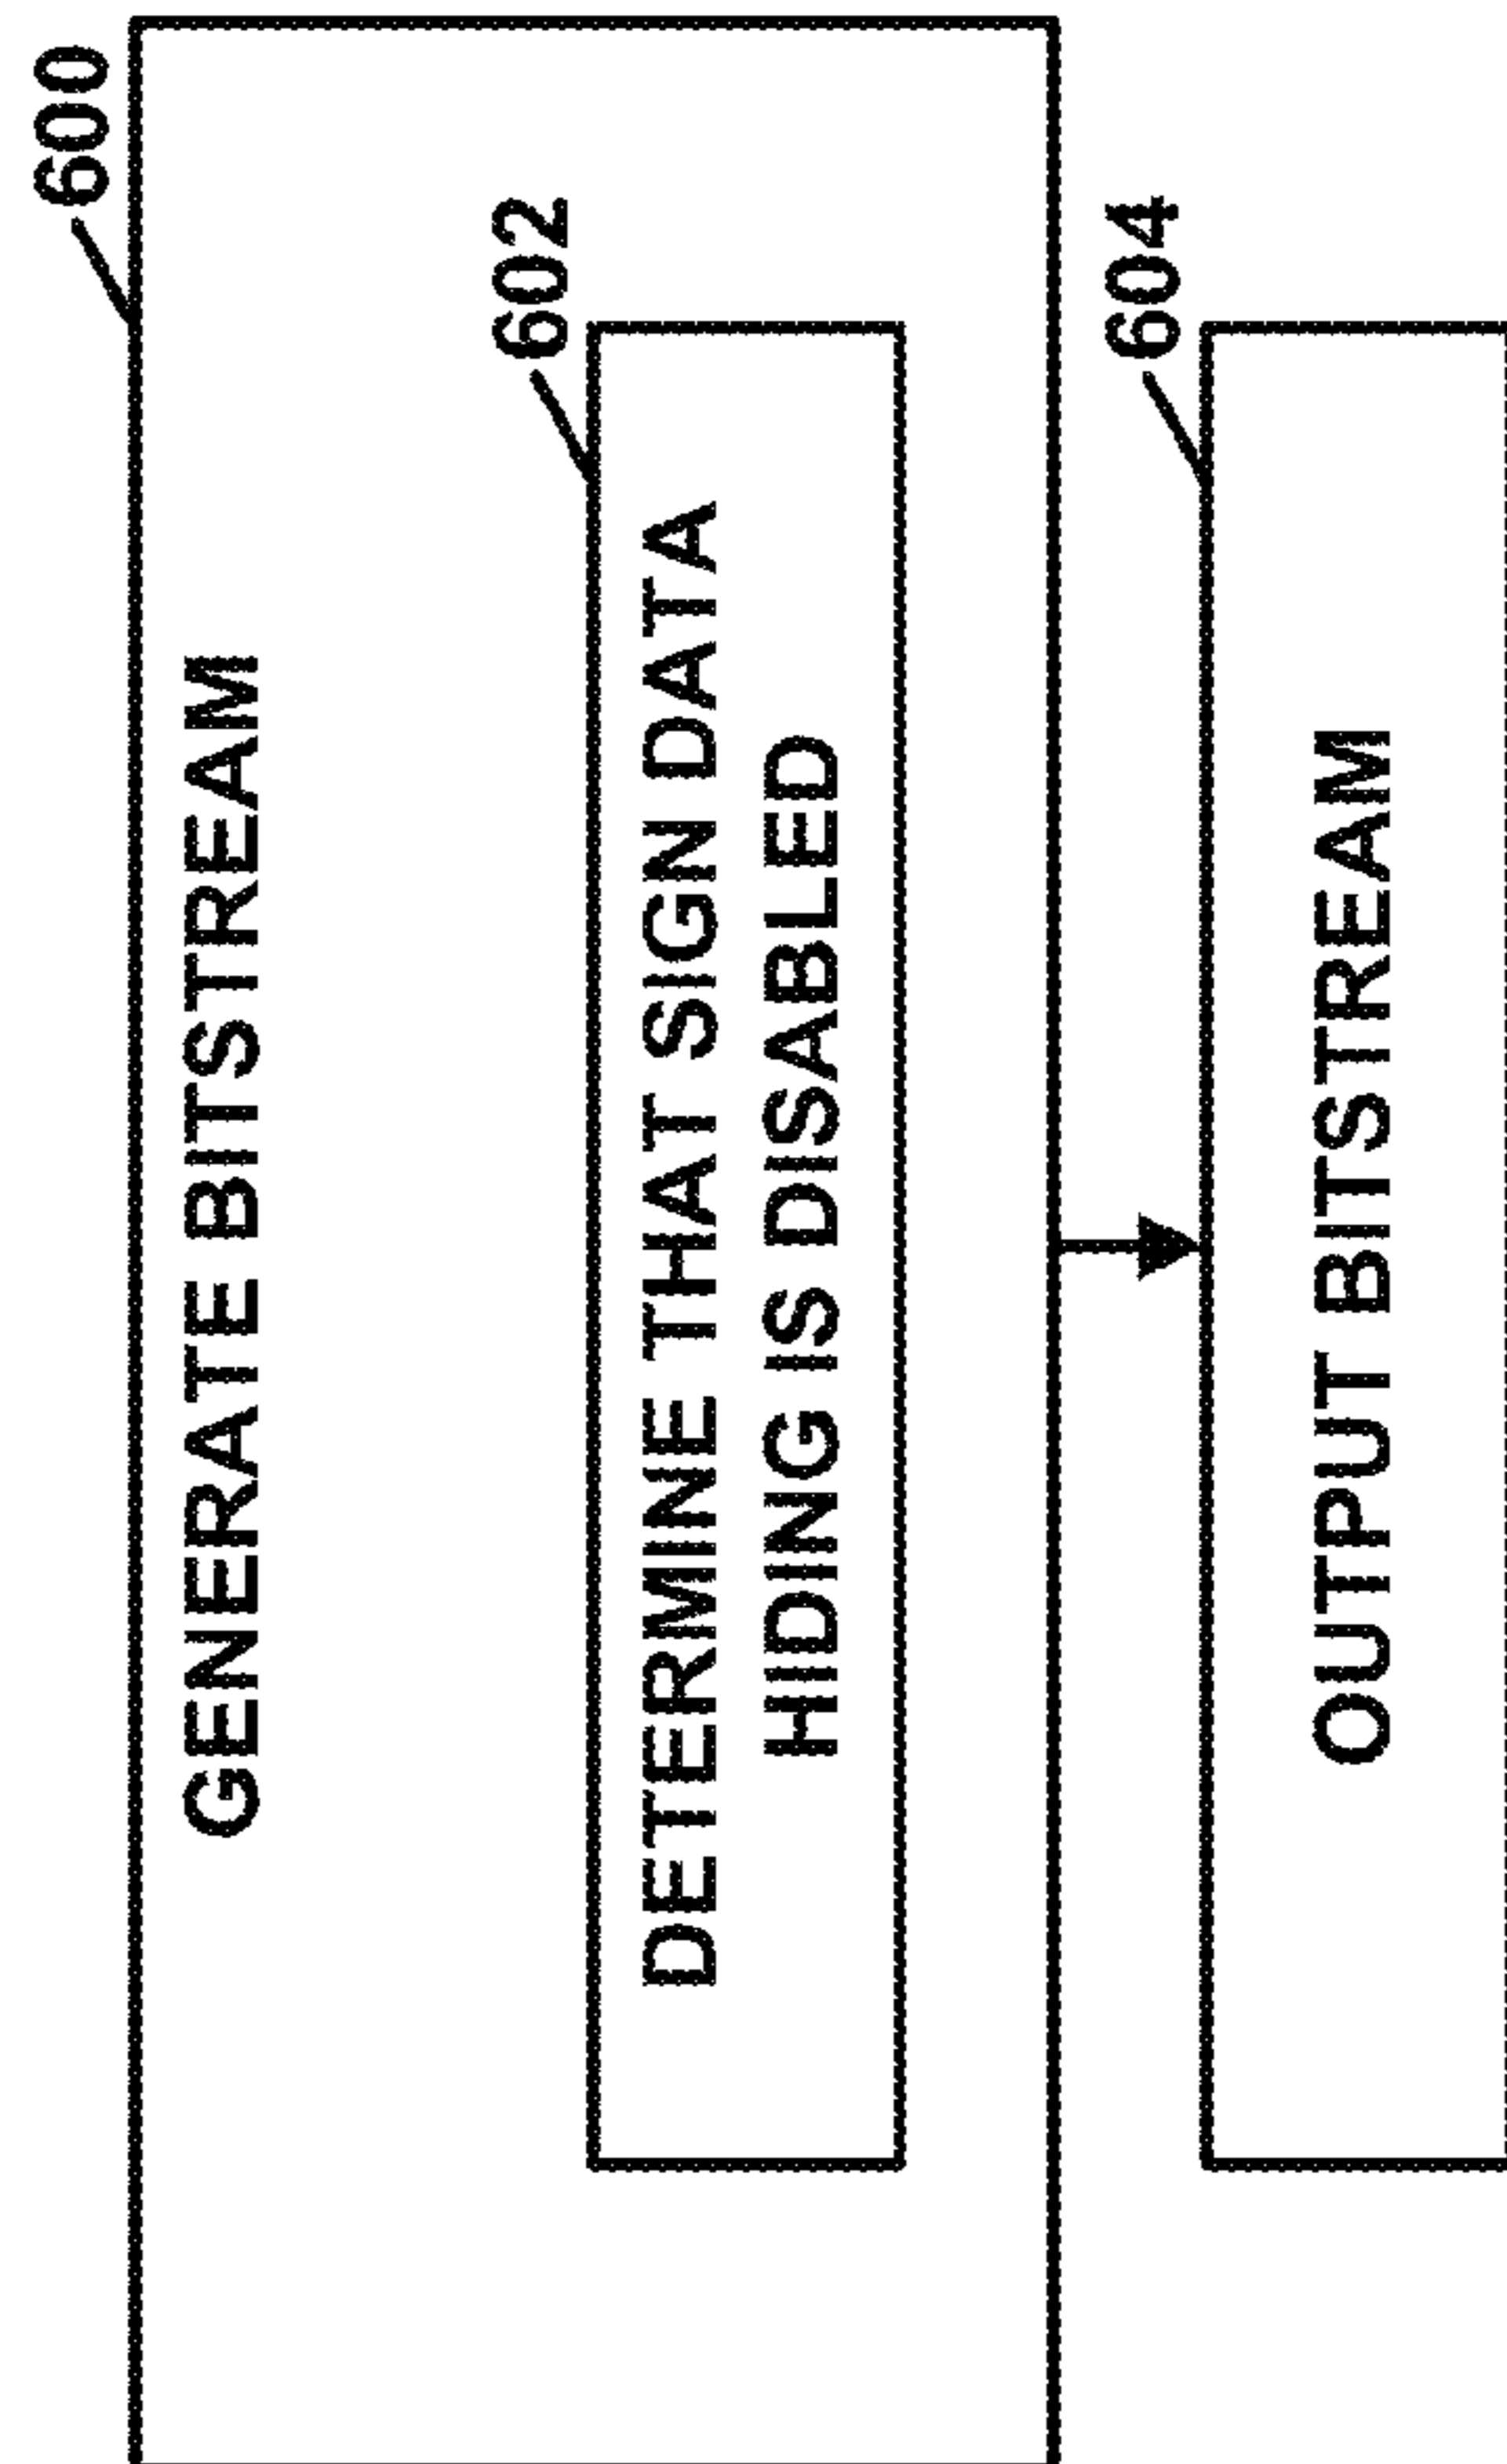 600
GENERATE BITSTREAM
602
DETERMINE THAT SIGN DATA
HIDING IS DISABLED
604
OUTPUT BITSTREAM